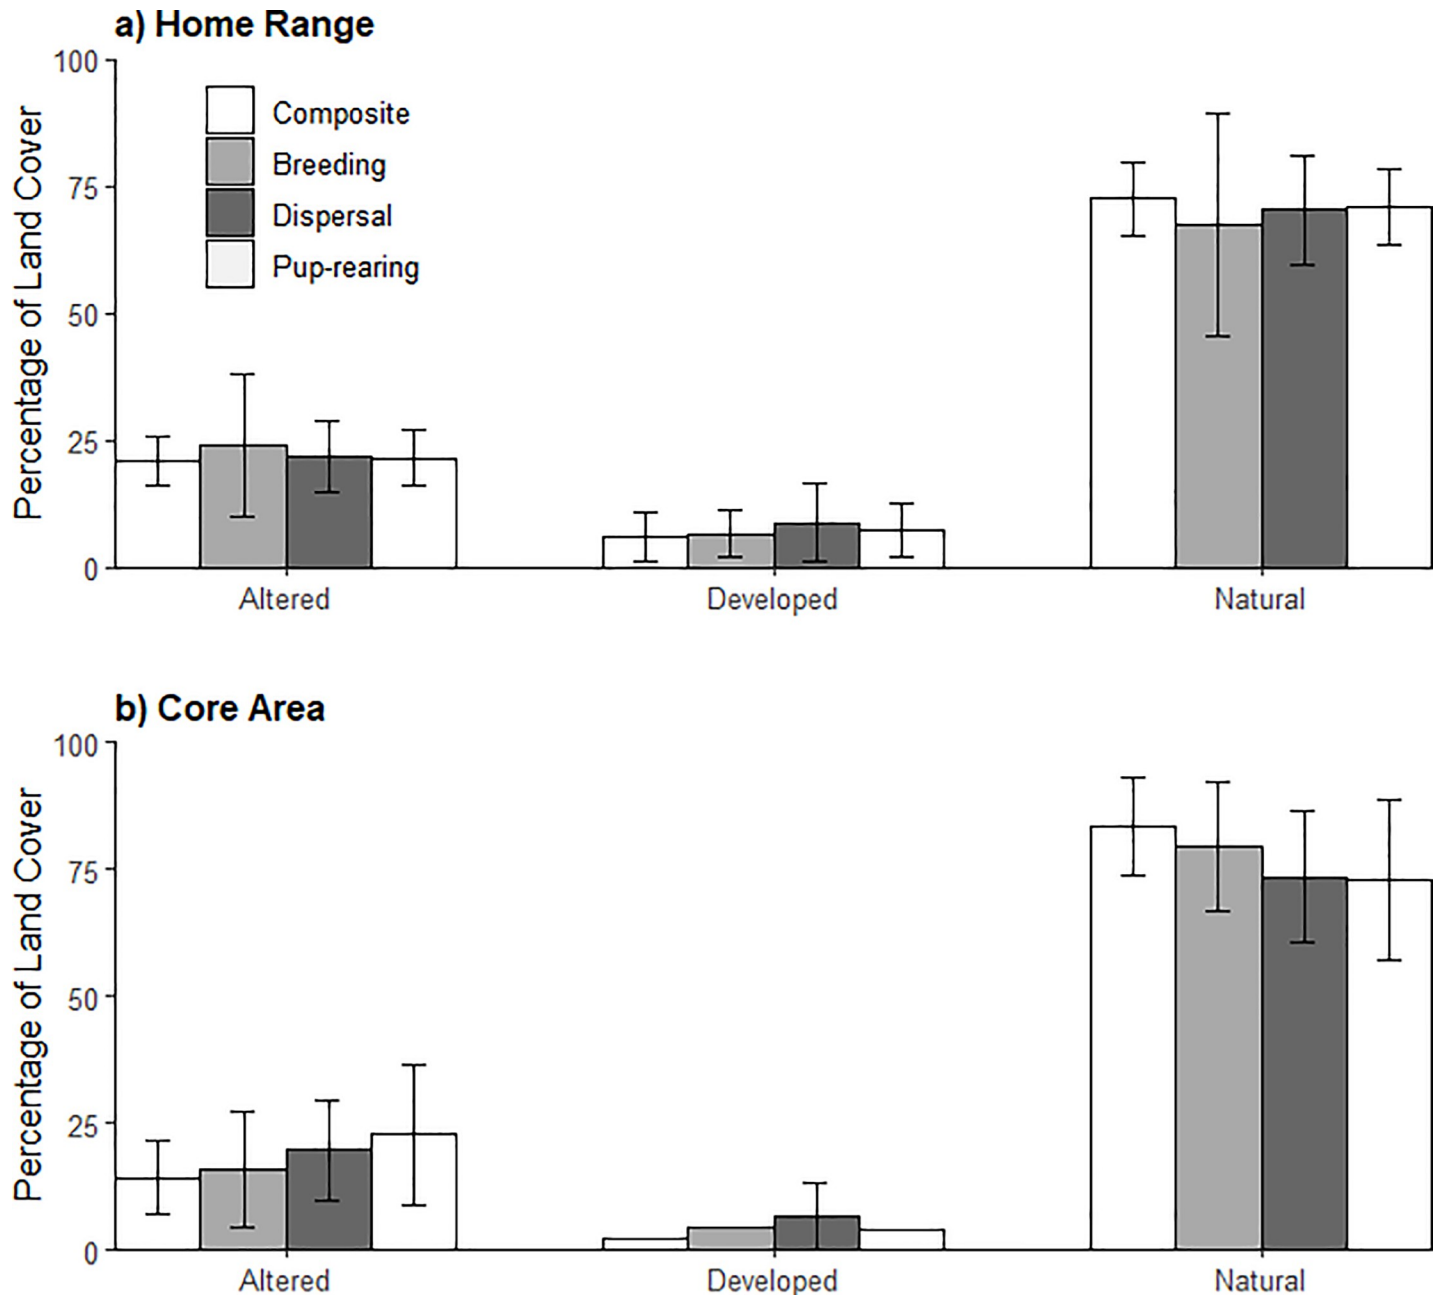 a) Home Range
Percentage of Land Cover
100
75
50
25
0
Composite
Breeding
Dispersal
Pup-rearing
Altered
Developed
Natural
b) Core Area
Percentage of Land Cover
100
75
50
25
0
Altered
Developed
Natural